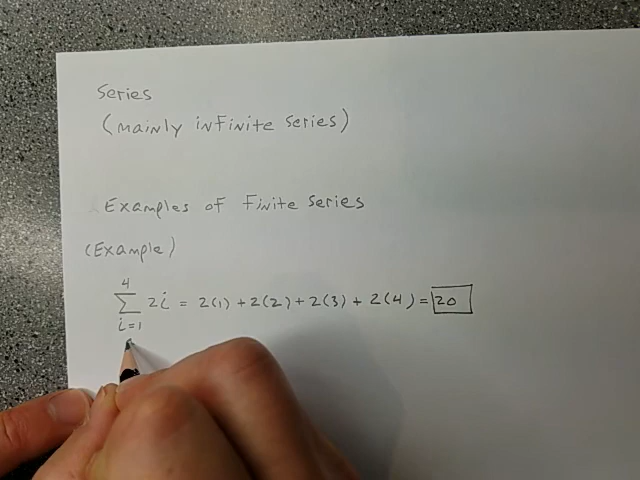 Series
(mainly infinite series)
Examples of finite series
(Example)
4
∑ 2i = 2(1) + 2(2) + 2(3) + 2(4) = 20
i=1